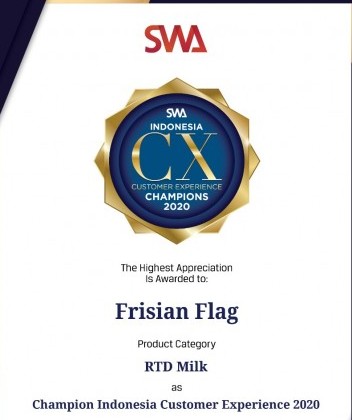 SWA
SWA
INDONESIA
CX
CUSTOMER EXPERIENCE
CHAMPIONS
2020
The Highest Appreciation
Is Awarded to:
Frisian Flag
Product Category
RTD Milk
as
Champion Indonesia Customer Experience 2020